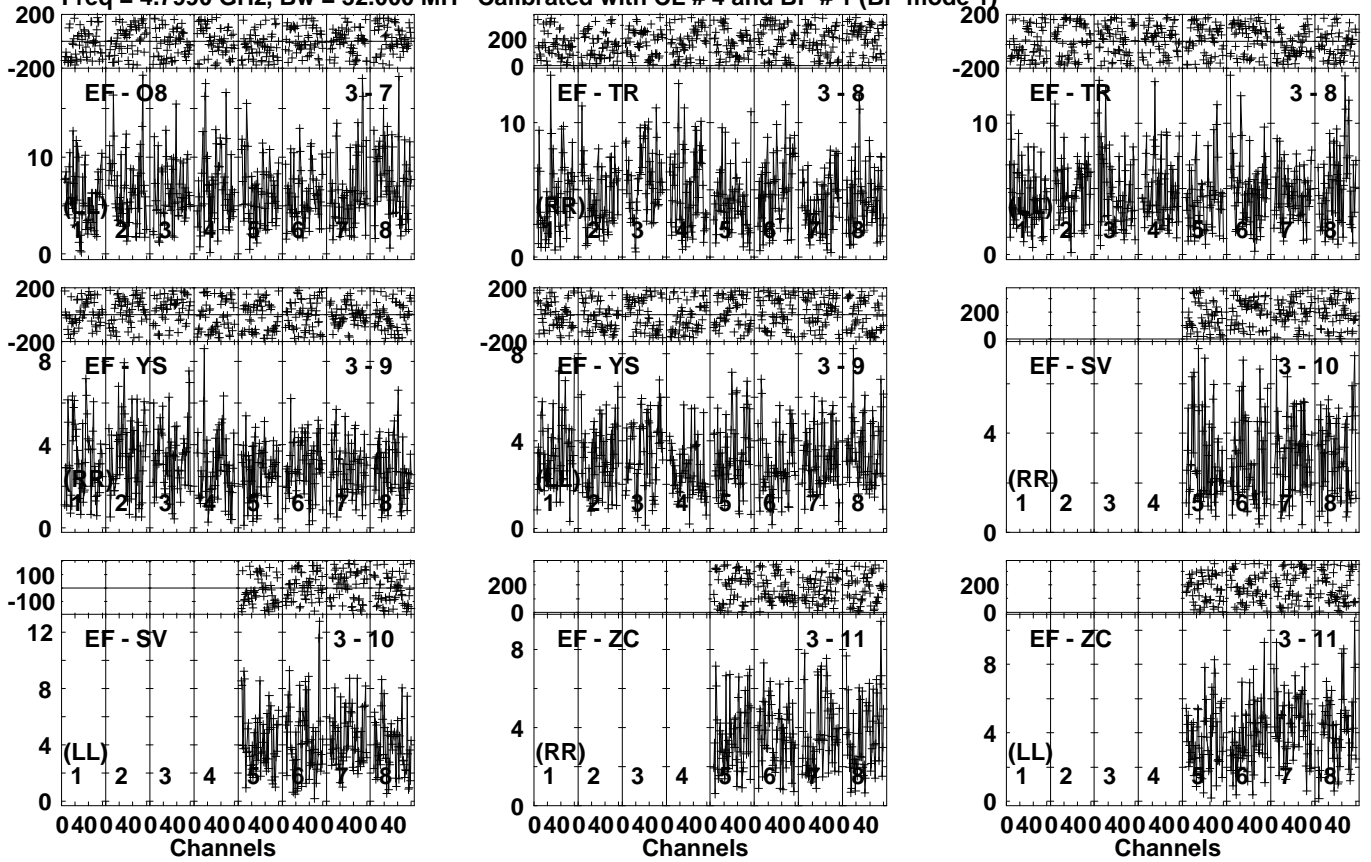 Freq = 4.7990 GHz, Bw = 32.000 MH Calibrated with CL # 4 and BP # 1 (BP mode 1)
200
-200
EF - O8 3 - 7
10
0
(LL)
1 2 3 4 5 6 7 8
200
0
EF - TR 3 - 8
10
0
(RR)
1 2 3 4 5 6 7 8
200
-200
EF - TR 3 - 8
10
0
(LL)
1 2 3 4 5 6 7 8
200
-200
EF - YS 3 - 9
8
4
0
(RR)
1 2 3 4 5 6 7 8
200
-200
EF - YS 3 - 9
8
4
0
(LL)
1 2 3 4 5 6 7 8
200
0
EF - SV 3 - 10
4
0
(RR)
1 2 3 4 5 6 7 8
100
-100
EF - SV 3 - 10
12
8
4
0
(LL)
1 2 3 4 5 6 7 8
0 40 0 40 0 40 0 40 0 40 0 40 0 40 0 40
Channels
200
0
EF - ZC 3 - 11
8
4
0
(RR)
1 2 3 4 5 6 7 8
0 40 0 40 0 40 0 40 0 40 0 40 0 40 0 40
Channels
200
0
EF - ZC 3 - 11
8
4
0
(LL)
1 2 3 4 5 6 7 8
0 40 0 40 0 40 0 40 0 40 0 40 0 40 0 40
Channels